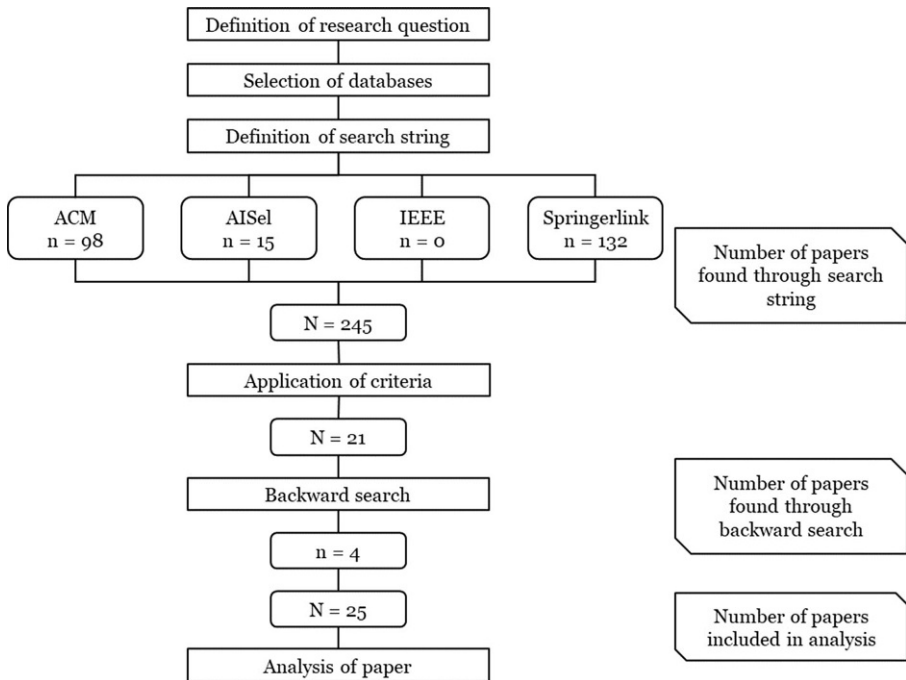 Definition of research question
Selection of databases
Definition of search string
ACM
n = 98
AISel
n = 15
IEEE
n = 0
Springerlink
n = 132
Number of papers
found through search
string
N = 245
Application of criteria
N = 21
Backward search
Number of papers
found through
backward search
n = 4
N = 25
Number of papers
included in analysis
Analysis of paper